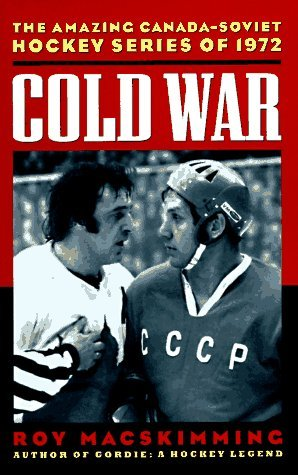 THE AMAZING CANADA-SOVIET
HOCKEY SERIES OF 1972
COLD WAR
CCCP
ROY MACSKIMMING
AUTHOR OF GORDIE: A HOCKEY LEGEND